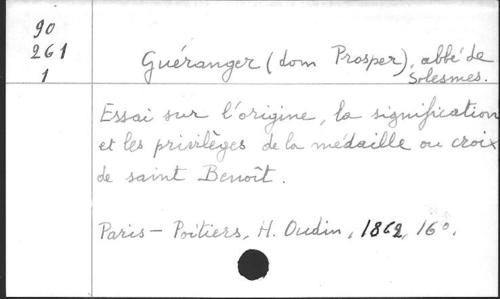 90
261
1
Guéranger (dom Prosper), abbé de
Solesmes.
Essai sur l'origine, la signification
et les privilèges de la médaille ou croix
de saint Benoît.
Paris - Poitiers, H. Oudin, 1862, 16°.